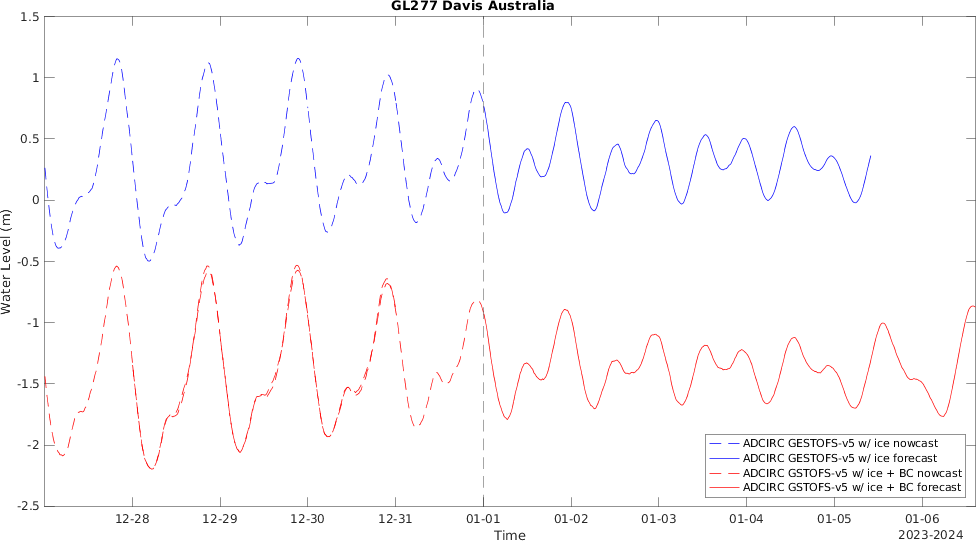 GL277 Davis Australia
1.5
1
0.5
0
-0.5
-1
-1.5
-2
-2.5
Water Level (m)
12-28 12-29 12-30 12-31 01-01 01-02 01-03 01-04 01-05 01-06
Time
2023-2024
ADCIRC GESTOFS-v5 w/ ice nowcast
ADCIRC GESTOFS-v5 w/ ice forecast
ADCIRC GSTOFS-v5 w/ ice + BC nowcast
ADCIRC GSTOFS-v5 w/ ice + BC forecast